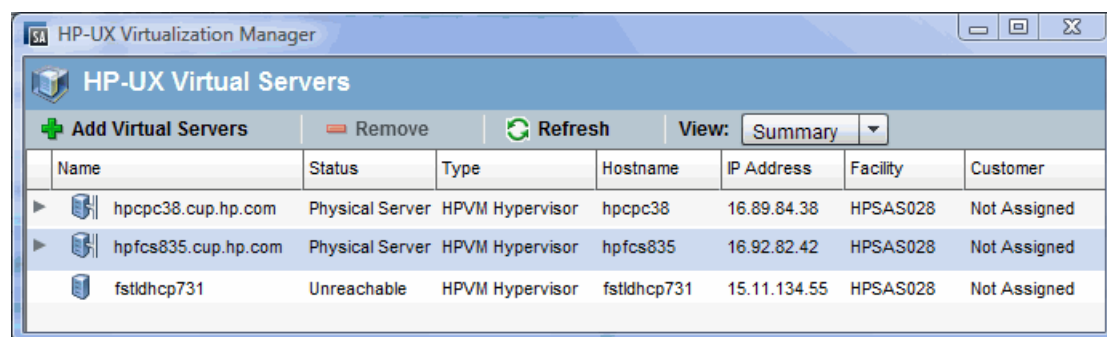 SA HP-UX Virtualization Manager
HP-UX Virtual Servers
Add Virtual Servers Remove Refresh View: Summary
Name Status Type Hostname IP Address Facility Customer
hpcpc38.cup.hp.com Physical Server HPVM Hypervisor hpcpc38 16.89.84.38 HPSAS028 Not Assigned
hpfcs835.cup.hp.com Physical Server HPVM Hypervisor hpfcs835 16.92.82.42 HPSAS028 Not Assigned
fstldhcp731 Unreachable HPVM Hypervisor fstldhcp731 15.11.134.55 HPSAS028 Not Assigned